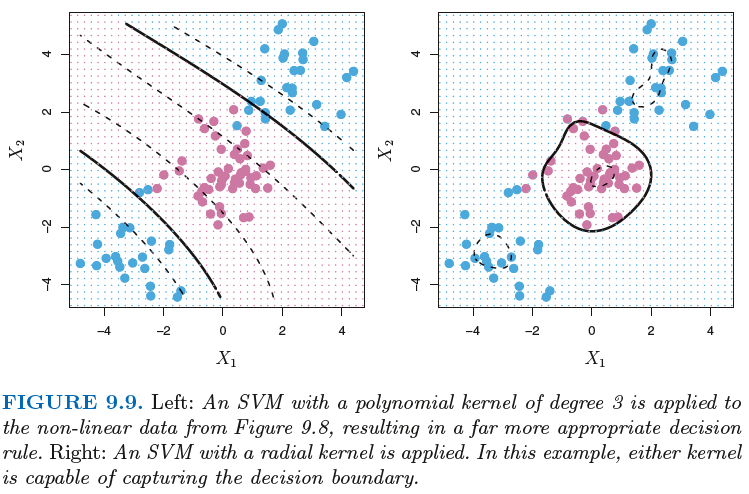 4
2
0
−2
−4
X2
−4 −2 0 2 4
X1
4
2
0
−2
−4
X2
−4 −2 0 2 4
X1
FIGURE 9.9. Left: An SVM with a polynomial kernel of degree 3 is applied to
the non-linear data from Figure 9.8, resulting in a far more appropriate decision
rule. Right: An SVM with a radial kernel is applied. In this example, either kernel
is capable of capturing the decision boundary.